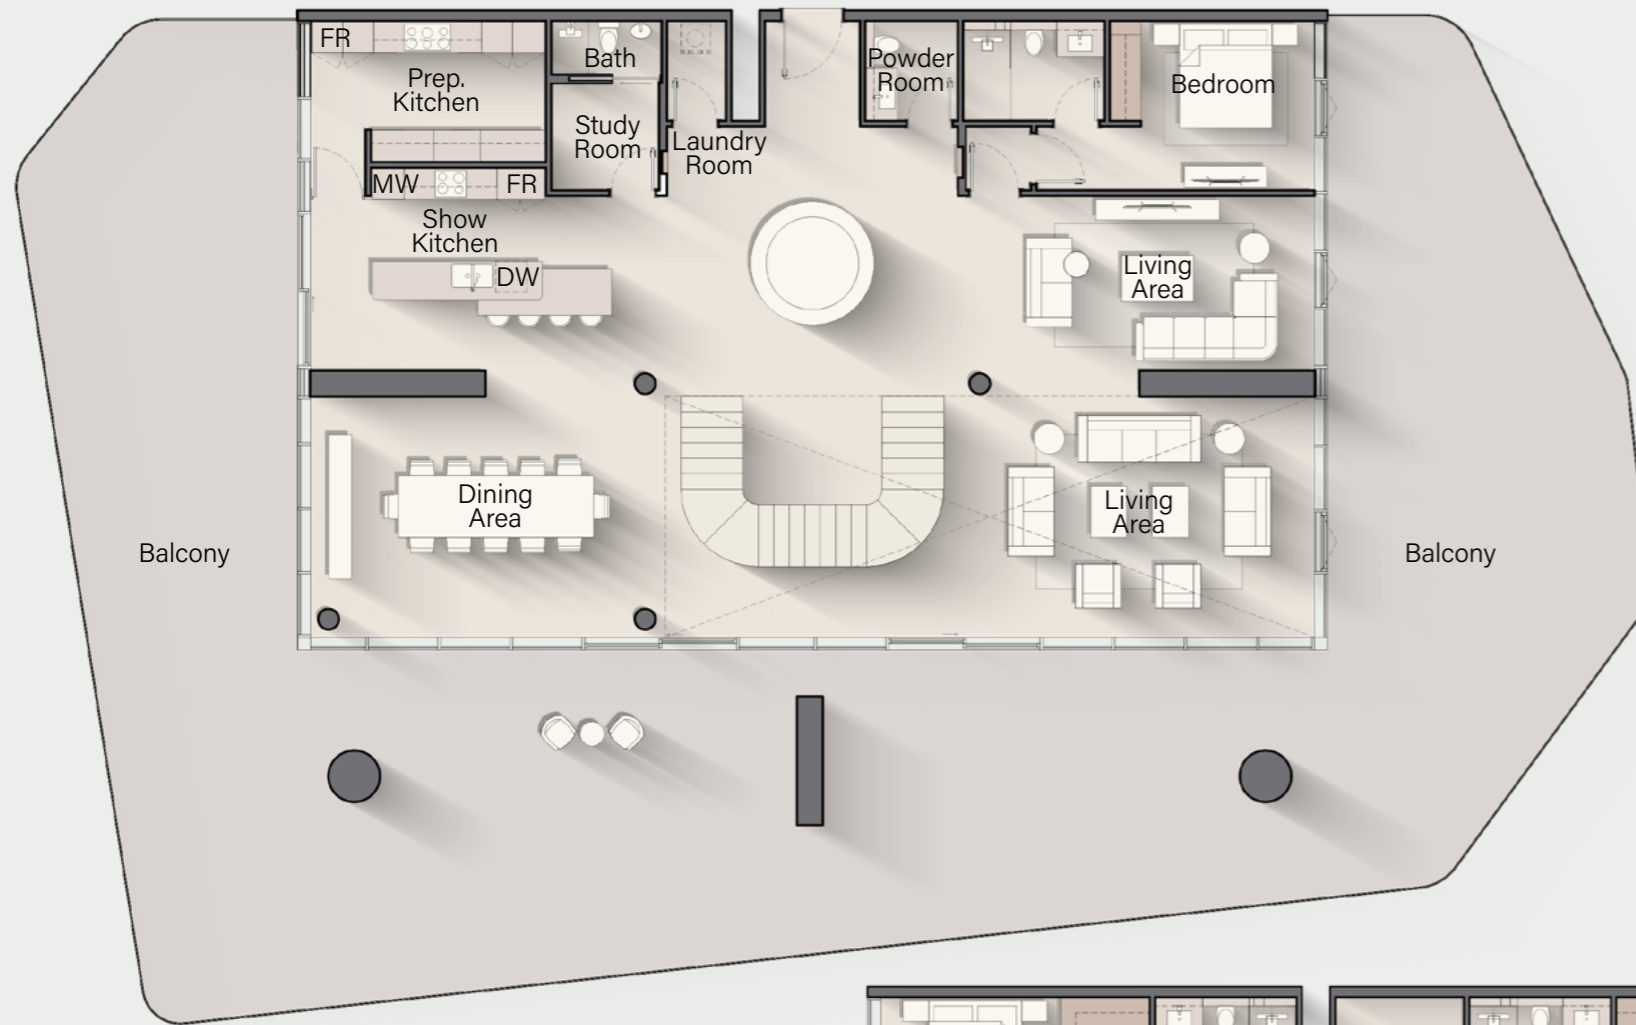 FR
Prep.
Kitchen
Bath
Study
Room
Laundry
Room
Powder
Room
Bedroom
MW
FR
Show
Kitchen
DW
Living
Area
Dining
Area
Living
Area
Balcony
Balcony